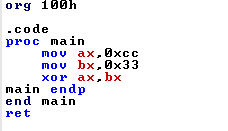 org 100h
.code
proc main
mov ax,0xcc
mov bx,0x33
xor ax,bx
main endp
end main
ret